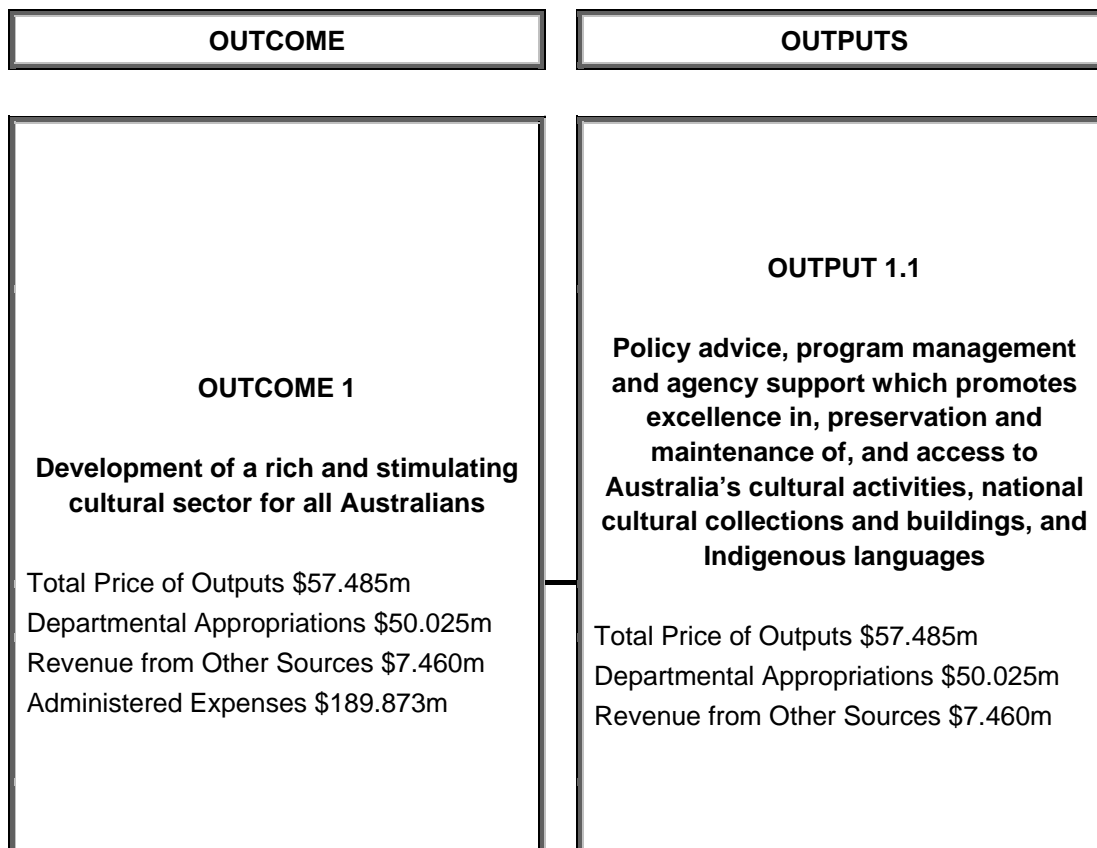 OUTCOME
OUTPUTS
OUTCOME 1
Development of a rich and stimulating
cultural sector for all Australians
Total Price of Outputs $57.485m
Departmental Appropriations $50.025m
Revenue from Other Sources $7.460m
Administered Expenses $189.873m
OUTPUT 1.1
Policy advice, program management
and agency support which promotes
excellence in, preservation and
maintenance of, and access to
Australia’s cultural activities, national
cultural collections and buildings, and
Indigenous languages
Total Price of Outputs $57.485m
Departmental Appropriations $50.025m
Revenue from Other Sources $7.460m